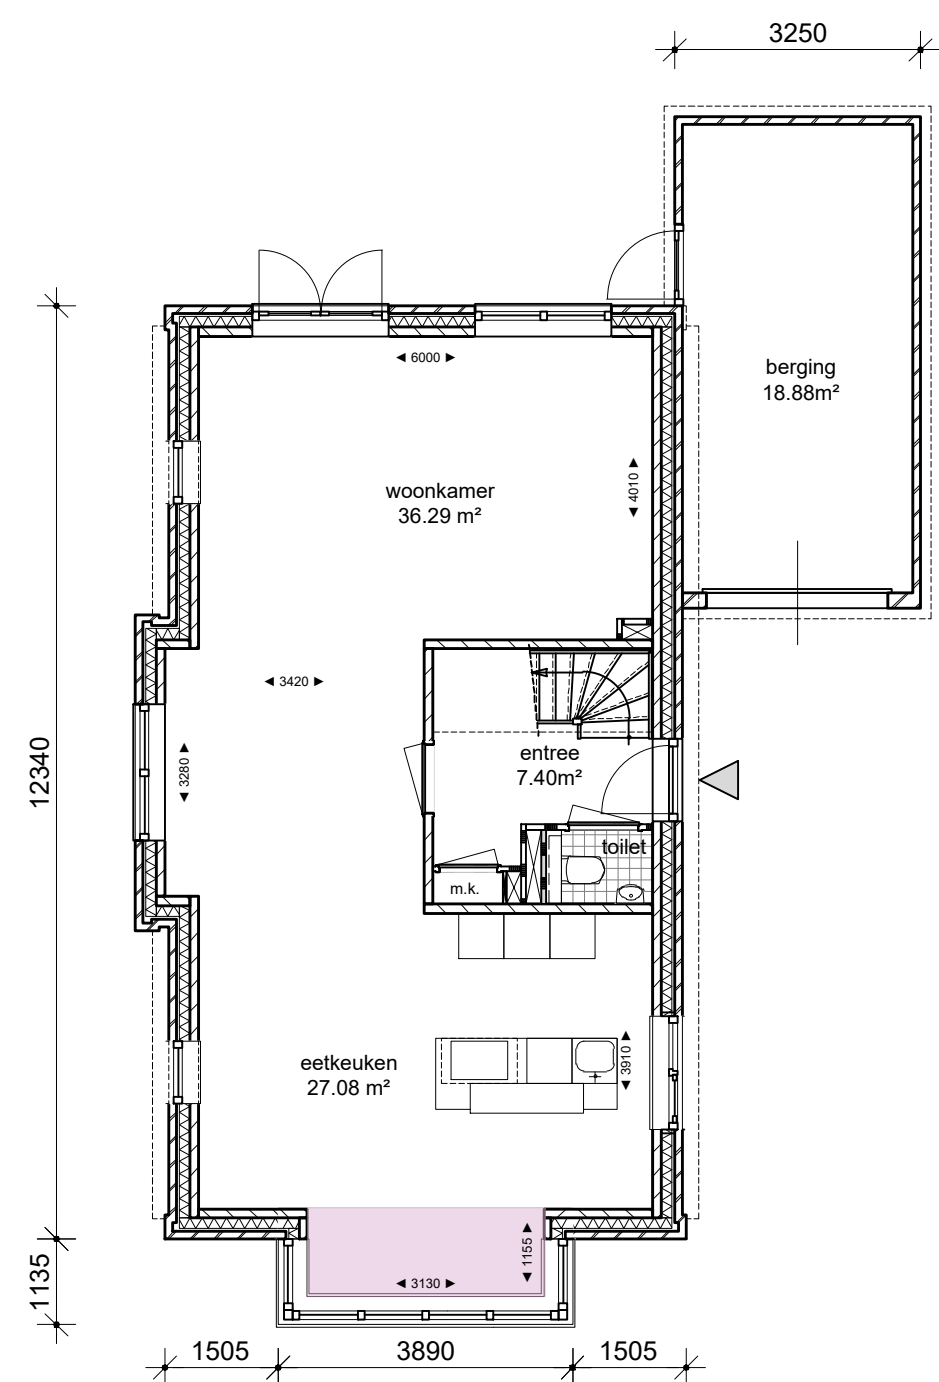 3250
berging
18.88m²
◄ 6000 ►
◄ 4010 ►
woonkamer
36.29 m²
◄ 3420 ►
12340
◄ 3280 ►
entree
7.40m²
toilet
m.k.
eetkeuken
27.08 m²
◄ 3910 ►
◄ 1155 ►
◄ 3130 ►
1135
1505
3890
1505